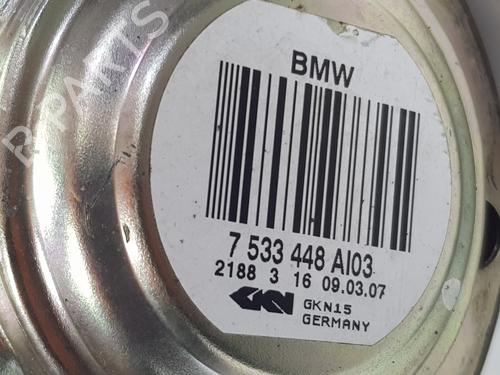 BMW
7 533 448 AI03
2188 3 16 09.03.07
GKN GKN15
GERMANY
B-PARTS